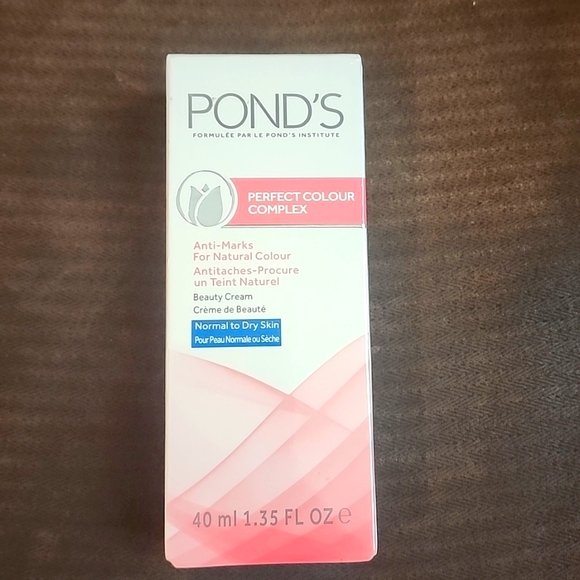 POND'S
FORMULÉE PAR LE POND'S INSTITUTE
PERFECT COLOUR
COMPLEX
Anti-Marks
For Natural Colour
Antitaches-Procure
un Teint Naturel
Beauty Cream
Crème de Beauté
Normal to Dry Skin
Pour Peau Normale ou Sèche
40 ml 1.35 FL OZ ℮